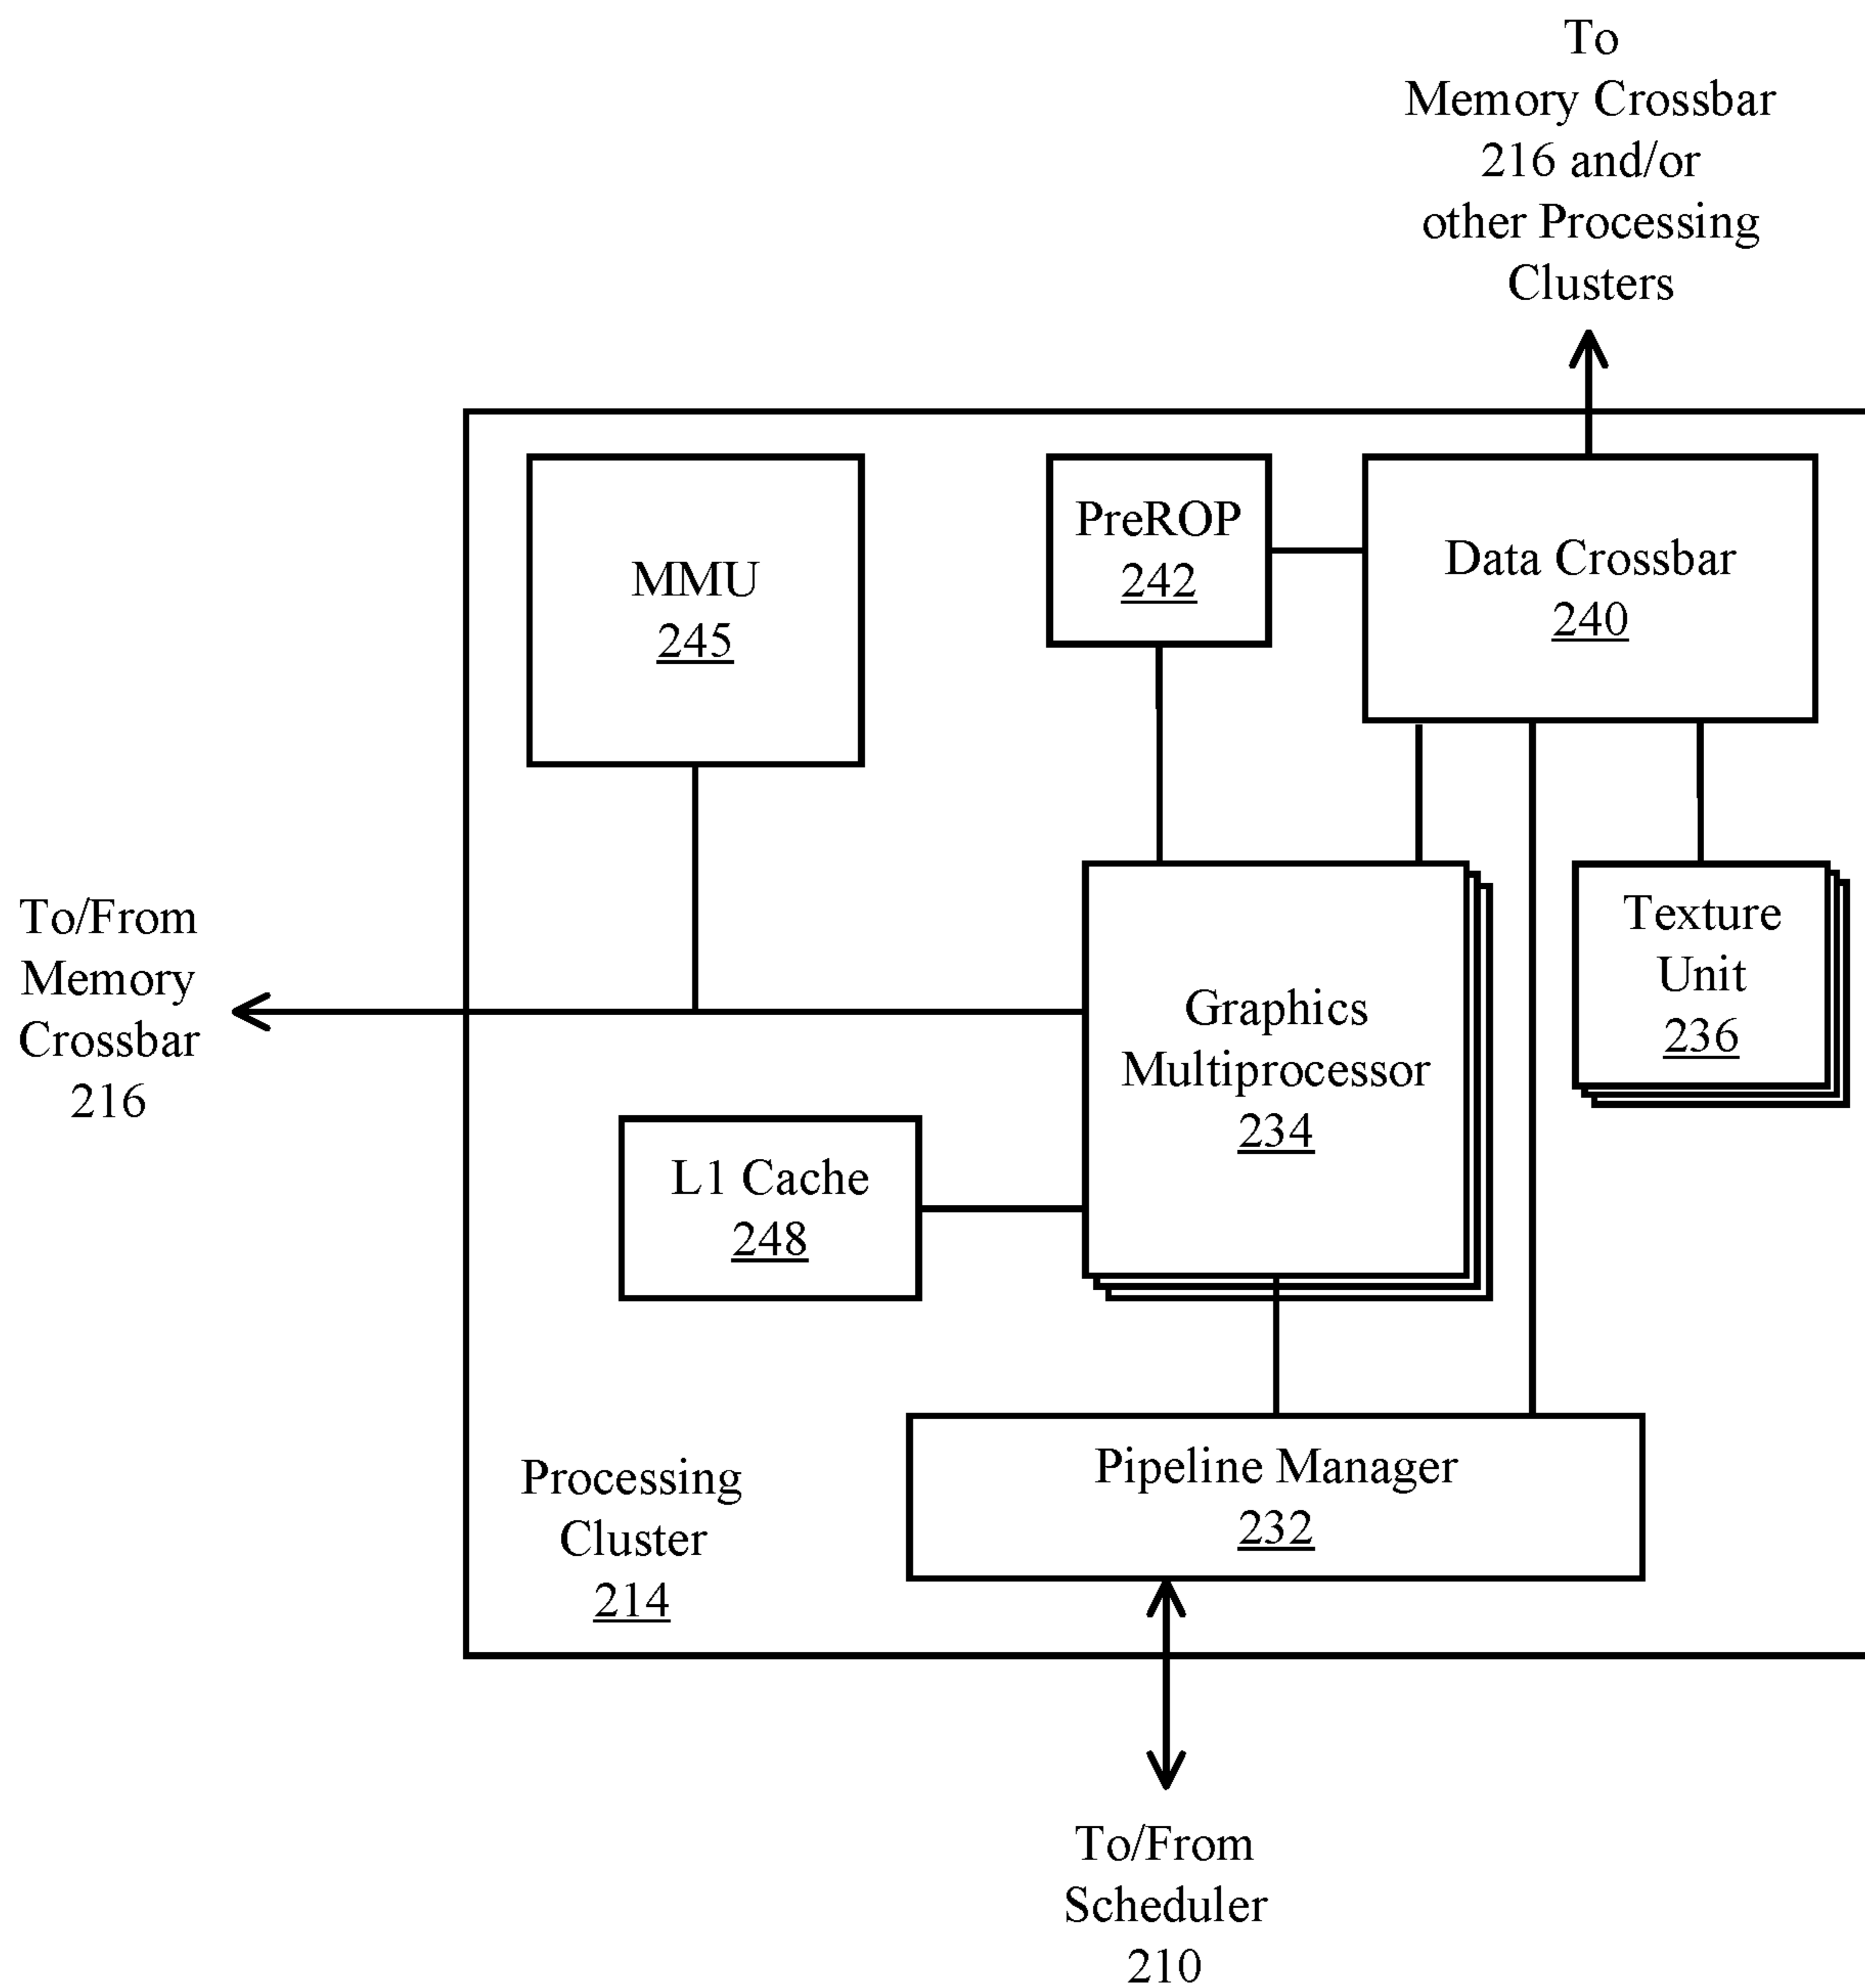 To
Memory Crossbar
216 and/or
other Processing
Clusters
MMU
245
PreROP
242
Data Crossbar
240
To/From
Memory
Crossbar
216
Graphics
Multiprocessor
234
Texture
Unit
236
L1 Cache
248
Processing
Cluster
214
Pipeline Manager
232
To/From
Scheduler
210